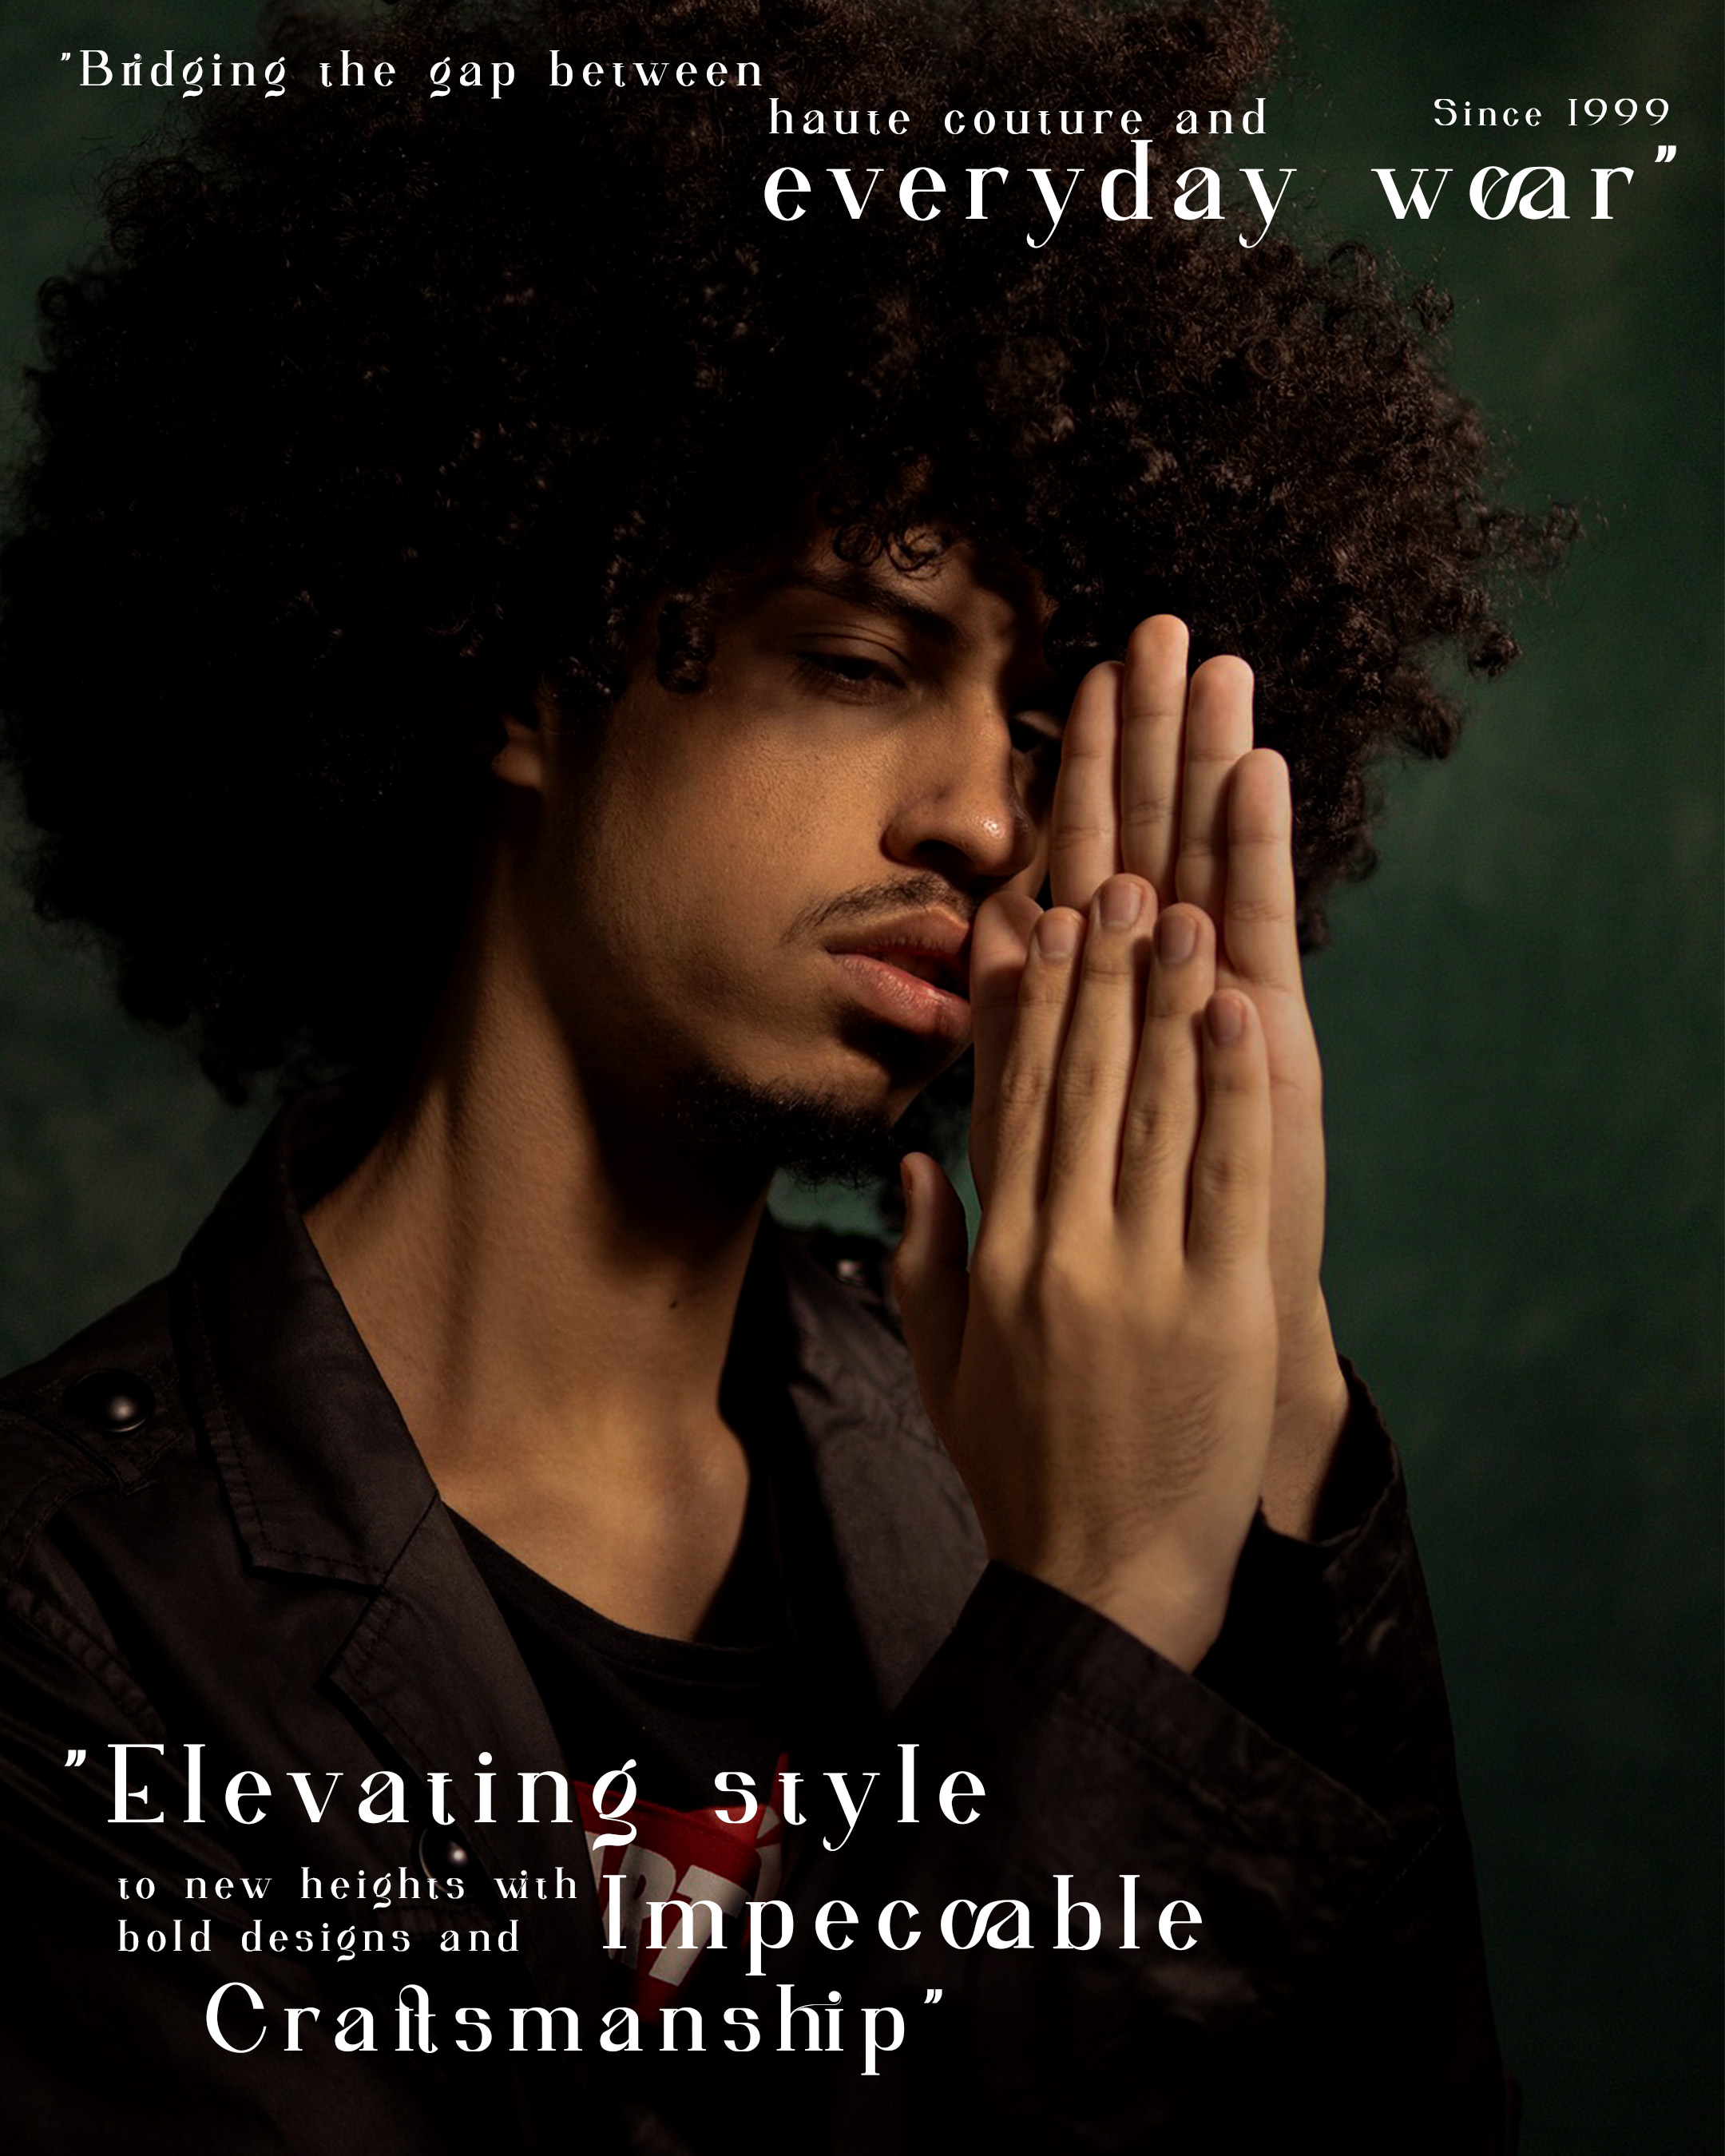 "Bridging the gap between
haute couture and
Since 1999
everyday wear"
"Elevating style
to new heights with
bold designs and
Impeccable
Craftsmanship"